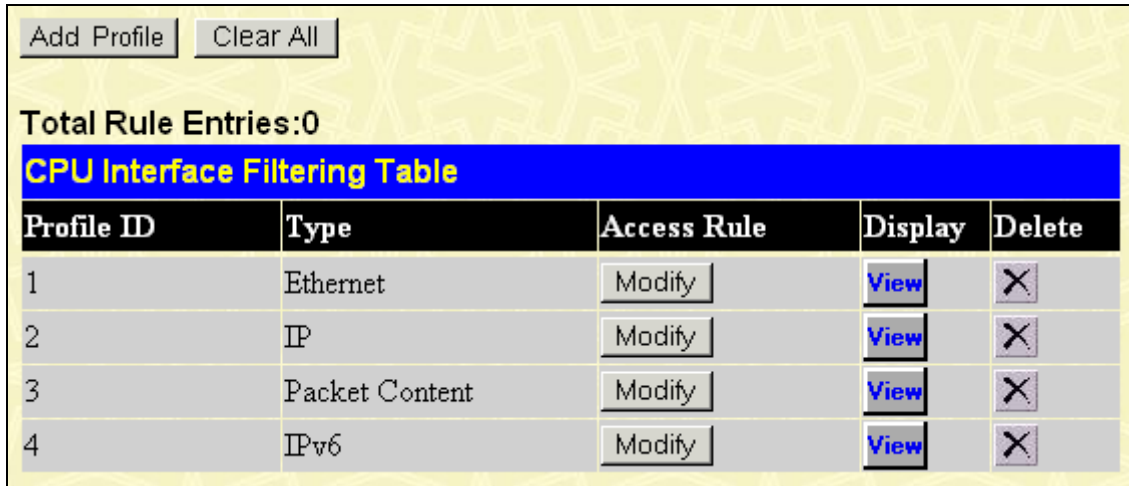 Add Profile Clear All
Total Rule Entries:0
CPU Interface Filtering Table
Profile ID Type Access Rule Display Delete
1 Ethernet Modify View
2 IP Modify View
3 Packet Content Modify View
4 IPv6 Modify View